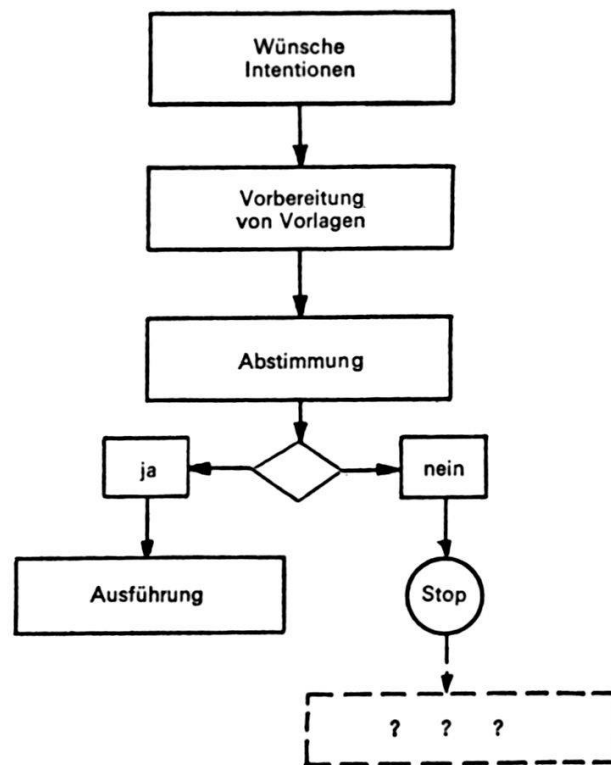 Wünsche
Intentionen
Vorbereitung
von Vorlagen
Abstimmung
ja
nein
Ausführung
Stop
? ? ?